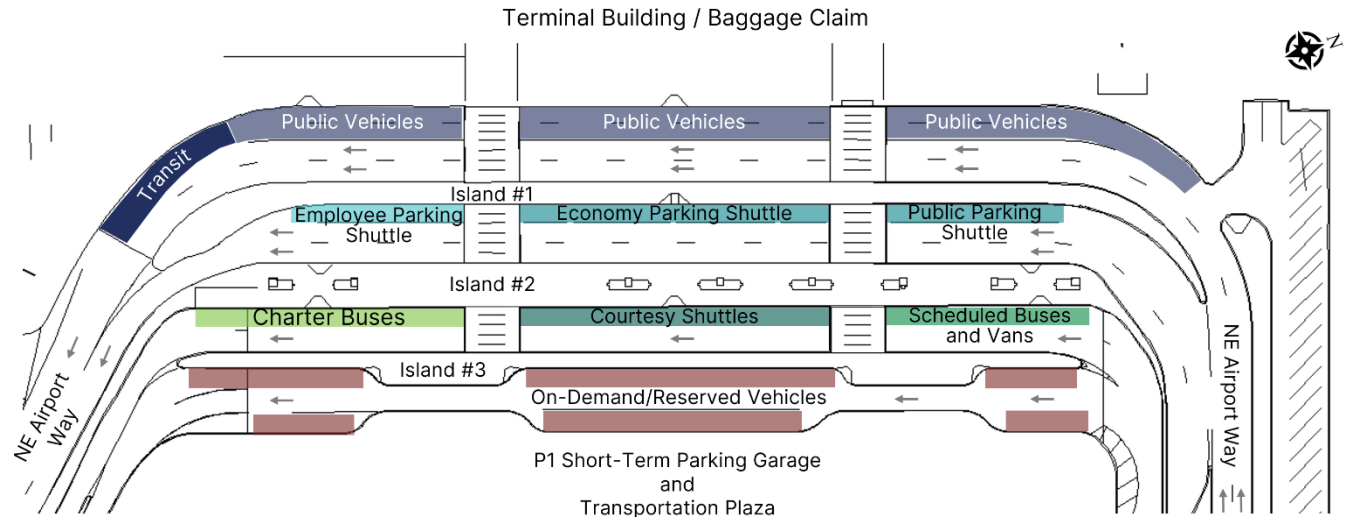 Terminal Building / Baggage Claim
N
Public Vehicles
Public Vehicles
Public Vehicles
Transit
Island #1
Employee Parking
Shuttle
Economy Parking Shuttle
Public Parking
Shuttle
Island #2
Charter Buses
Courtesy Shuttles
Scheduled Buses
and Vans
Island #3
On-Demand/Reserved Vehicles
NE Airport
Way
NE Airport Way
P1 Short-Term Parking Garage
and
Transportation Plaza